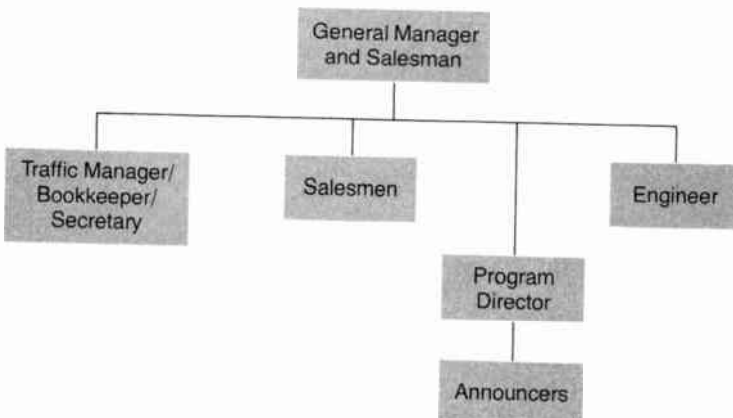 General Manager
and Salesman
Traffic Manager/
Bookkeeper/
Secretary
Salesmen
Engineer
Program
Director
Announcers